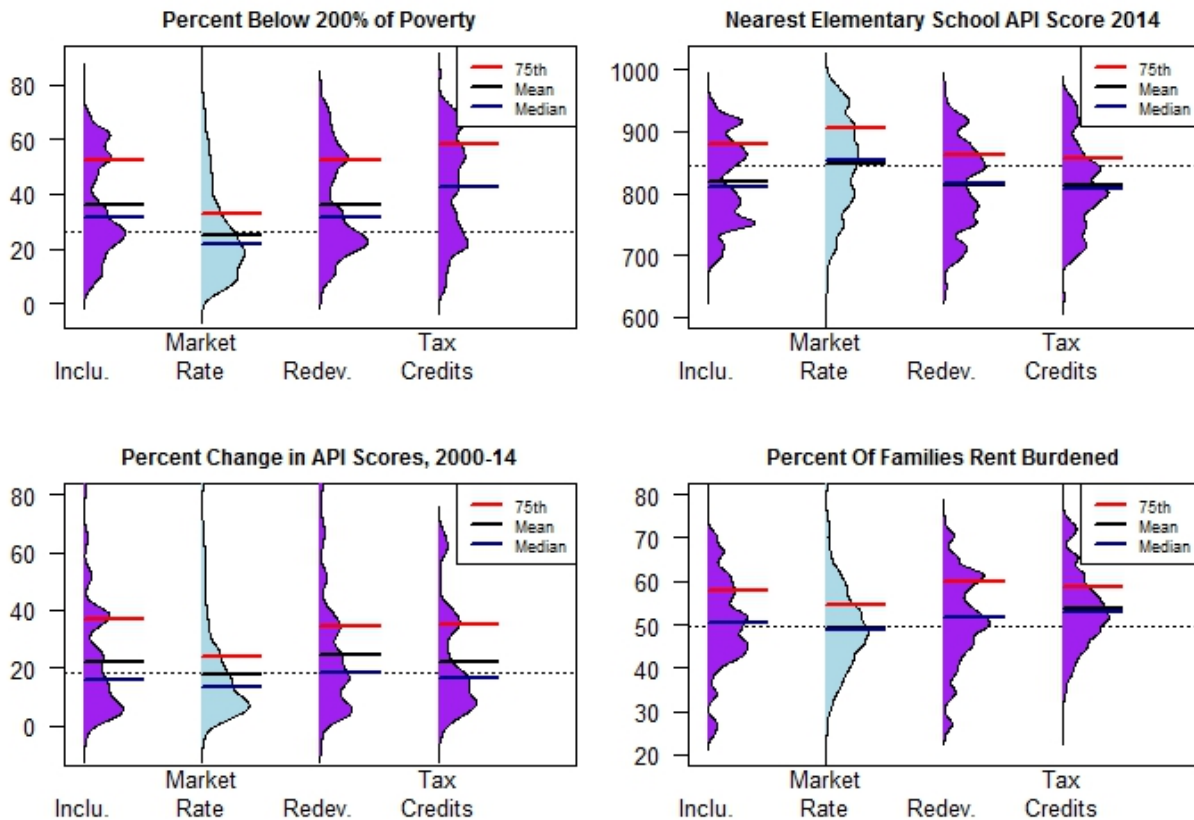 Percent Below 200% of Poverty
80
60
40
20
0
75th
Mean
Median
Market
Tax
Inclu.
Rate
Redev.
Credits
Nearest Elementary School API Score 2014
1000
900
800
700
600
75th
Mean
Median
Market
Tax
Inclu.
Rate
Redev.
Credits
Percent Change in API Scores, 2000-14
80
60
40
20
0
75th
Mean
Median
Market
Tax
Inclu.
Rate
Redev.
Credits
Percent Of Families Rent Burdened
80
70
60
50
40
30
20
75th
Mean
Median
Market
Tax
Inclu.
Rate
Redev.
Credits